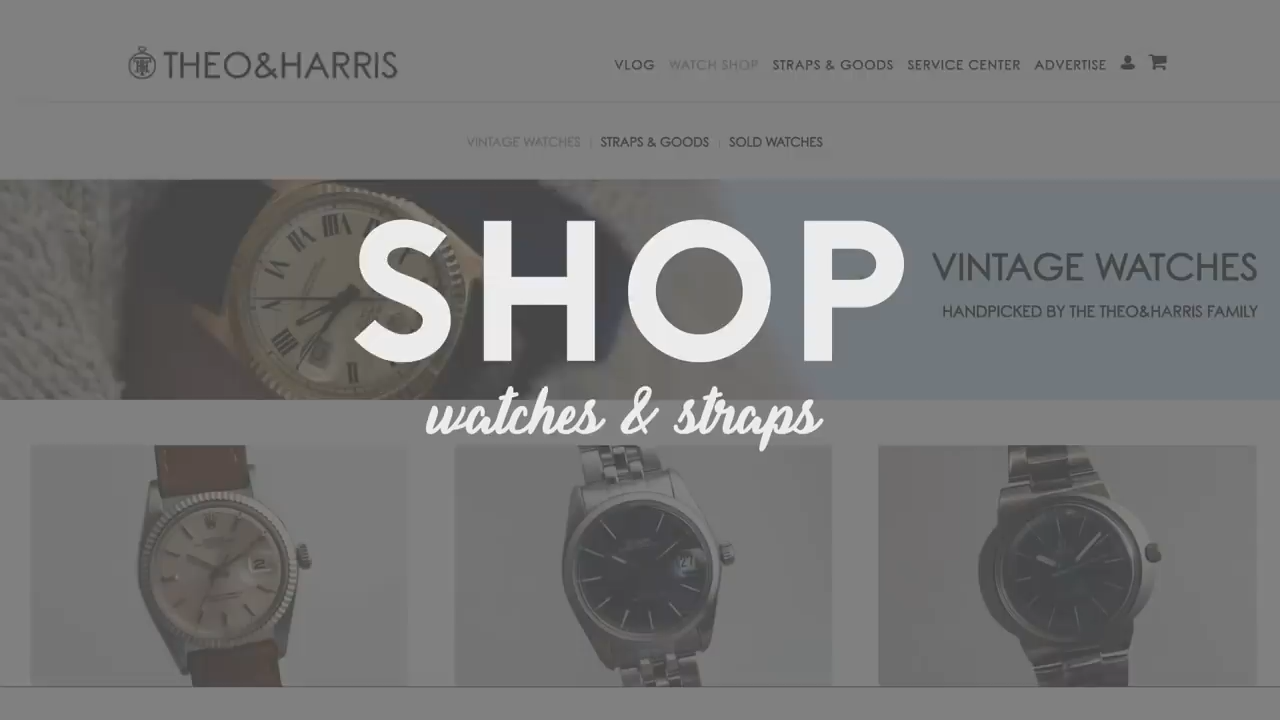 THEO&HARRIS
VLOG WATCH SHOP STRAPS & GOODS SERVICE CENTER ADVERTISE
VINTAGE WATCHES | STRAPS & GOODS | SOLD WATCHES
SHOP
VINTAGE WATCHES
HANDPICKED BY THE THEO&HARRIS FAMILY
watches & straps